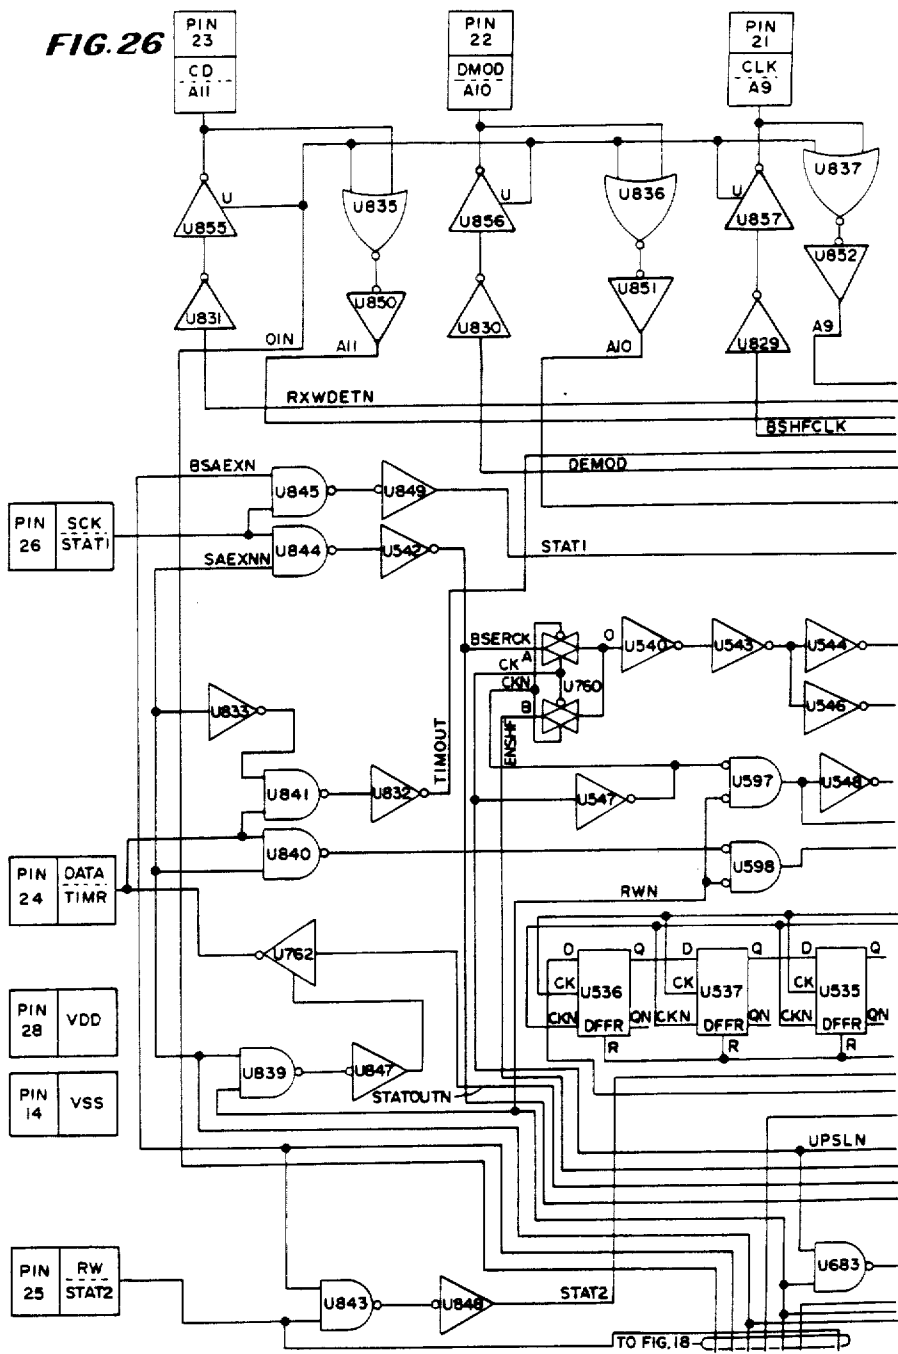 FIG. 26
PIN 23
CD
A11
PIN 22
DMOD
A10
PIN 21
CLK
A9
U855
U
U835
U856
U
U836
U
U857
U837
U831
U850
U830
U851
U829
U852
OIN
A11
A10
A9
RXWDETN
BSHFCLK
DEMOD
BSAEXN
U845
U849
PIN 26
SCK
STAT1
U844
U542
STAT1
SAEXNN
BSERCK
A
CK
CKN
B
O
U760
U540
U543
U544
U546
ENSHF
TIMOUT
U833
U841
U832
U547
U597
U548
U840
U598
PIN 24
DATA
TIMR
RWN
U762
D
Q
CK
U536
CKN
QN
DFFR
R
D
Q
CK
U537
CKN
QN
DFFR
R
D
Q
CK
U535
CKN
QN
DFFR
R
PIN 28
VDD
U839
U847
STATOUTN
PIN 14
VSS
UPSLN
U683
PIN 25
RW
STAT2
U843
U848
STAT2
TO FIG. 18